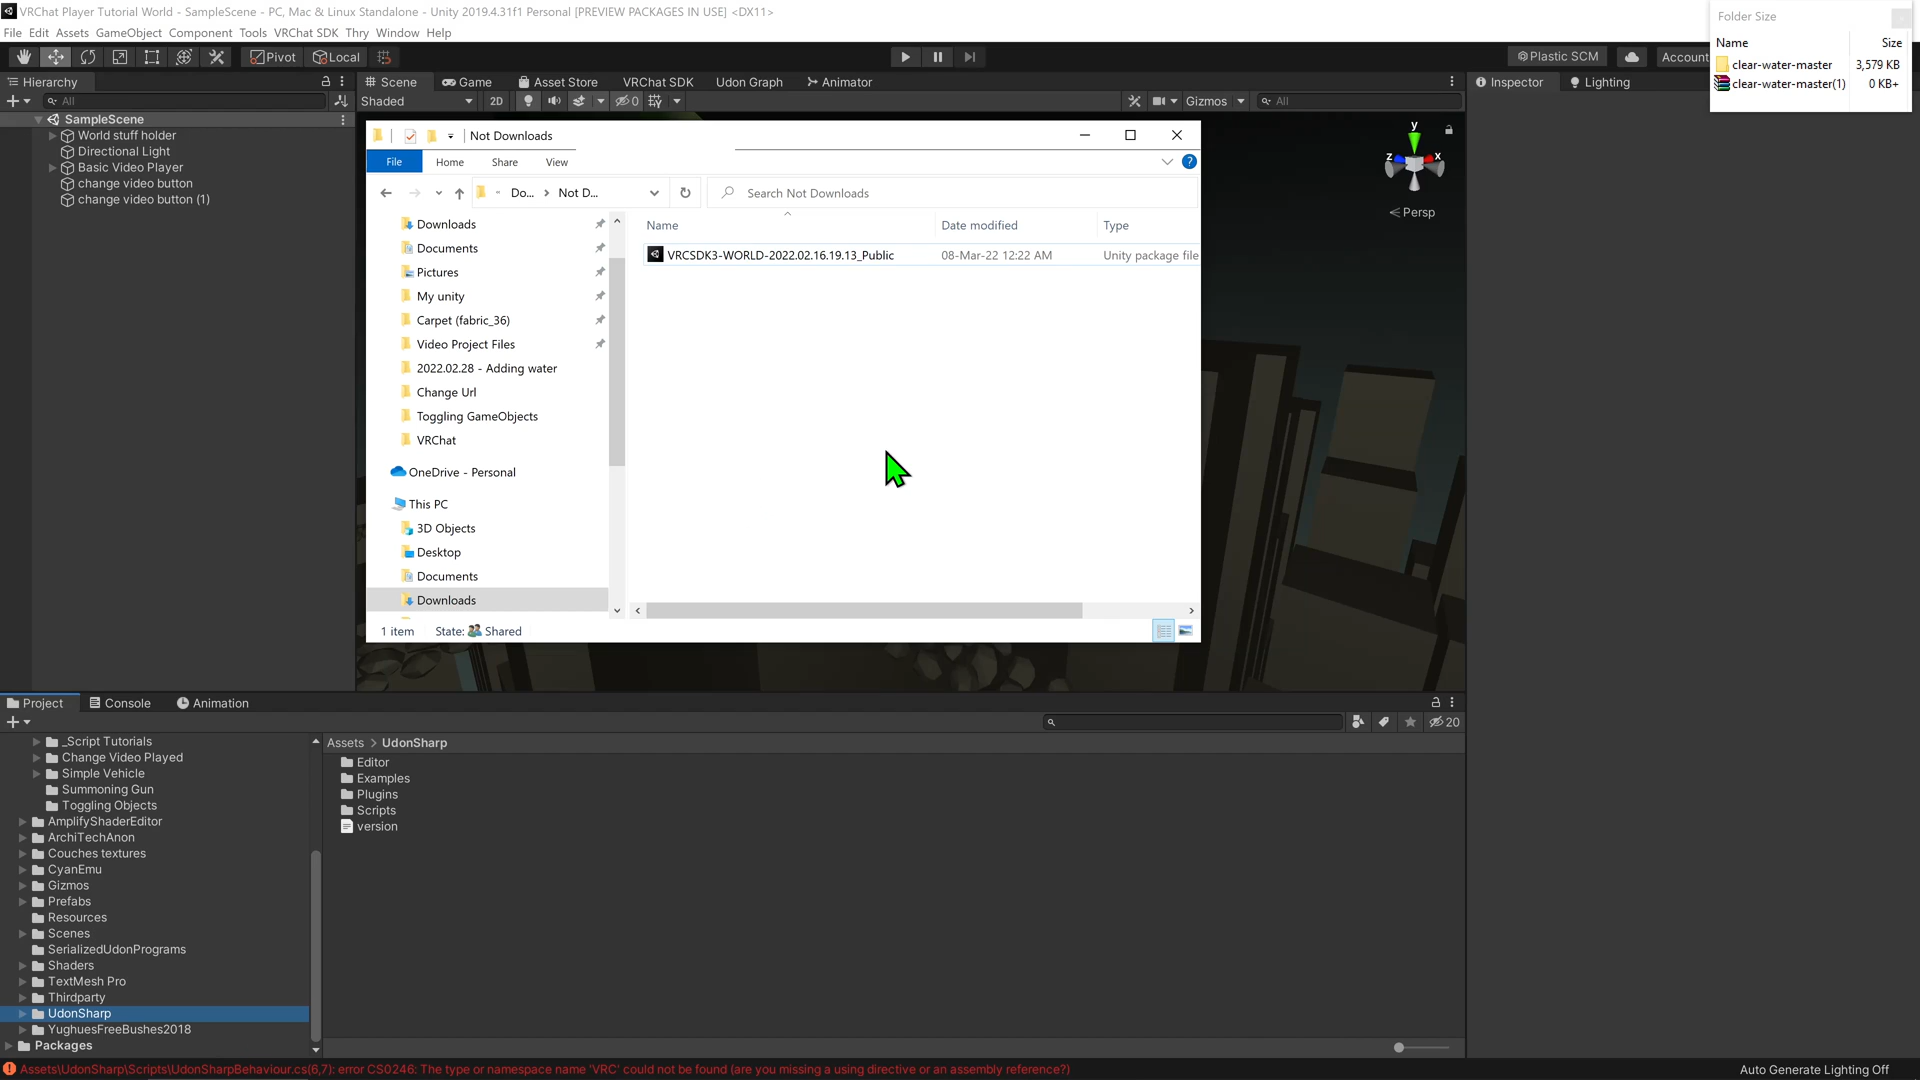 VRChat Player Tutorial World - SampleScene - PC, Mac & Linux Standalone - Unity 2019.4.31f1 Personal [PREVIEW PACKAGES IN USE] <DX11>
File Edit Assets GameObject Component Tools VRChat SDK Thry Window Help
Pivot Local Plastic SCM Account
Folder Size
Name Size
clear-water-master 3,579 KB
clear-water-master(1) 0 KB+
Hierarchy Scene Game Asset Store VRChat SDK Udon Graph Animator Inspector Lighting
All Shaded 2D 0 Gizmos All
SampleScene
World stuff holder
Directional Light
Basic Video Player
change video button
change video button (1)
y
z x
Persp
Not Downloads
File Home Share View
Do... Not D... Search Not Downloads
Name Date modified Type
VRCSDK3-WORLD-2022.02.16.19.13_Public 08-Mar-22 12:22 AM Unity package file
Downloads
Documents
Pictures
My unity
Carpet (fabric_36)
Video Project Files
2022.02.28 - Adding water
Change Url
Toggling GameObjects
VRChat
OneDrive - Personal
This PC
3D Objects
Desktop
Documents
Downloads
1 item State: Shared
Project Console Animation
20
_Script Tutorials
Change Video Played
Simple Vehicle
Summoning Gun
Toggling Objects
AmplifyShaderEditor
ArchiTechAnon
Couches textures
CyanEmu
Gizmos
Prefabs
Resources
Scenes
SerializedUdonPrograms
Shaders
TextMesh Pro
Thirdparty
UdonSharp
YughuesFreeBushes2018
Packages
Assets > UdonSharp
Editor
Examples
Plugins
Scripts
version
Assets\UdonSharp\Scripts\UdonSharpBehaviour.cs(6,7): error CS0246: The type or namespace name 'VRC' could not be found (are you missing a using directive or an assembly reference?)
Auto Generate Lighting Off